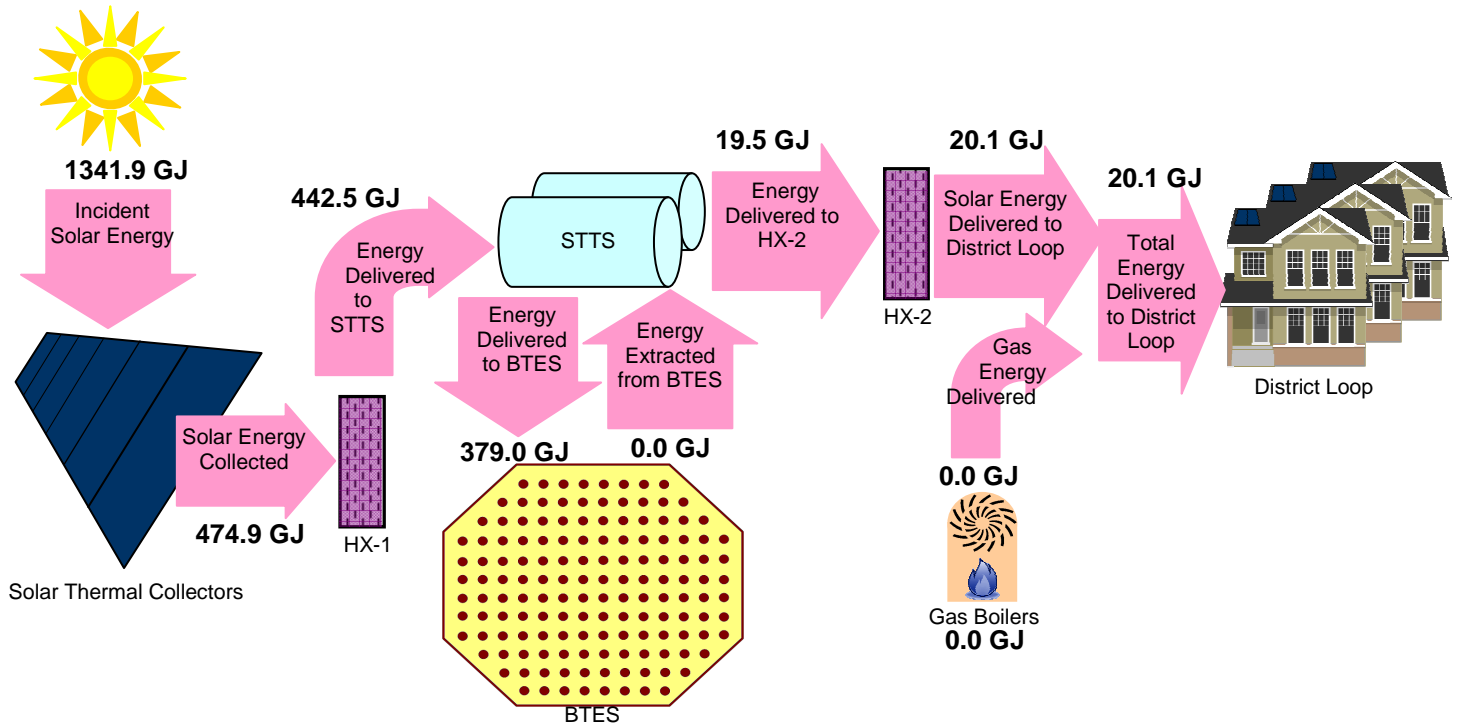 1341.9 GJ
Incident
Solar Energy
Solar Thermal Collectors
Solar Energy
Collected
474.9 GJ
HX-1
442.5 GJ
Energy
Delivered
to
STTS
STTS
Energy
Delivered
to BTES
379.0 GJ
Energy
Extracted
from BTES
0.0 GJ
BTES
19.5 GJ
Energy
Delivered to
HX-2
HX-2
20.1 GJ
Solar Energy
Delivered to
District Loop
Gas
Energy
Delivered
0.0 GJ
Gas Boilers
0.0 GJ
20.1 GJ
Total
Energy
Delivered
to District
Loop
District Loop